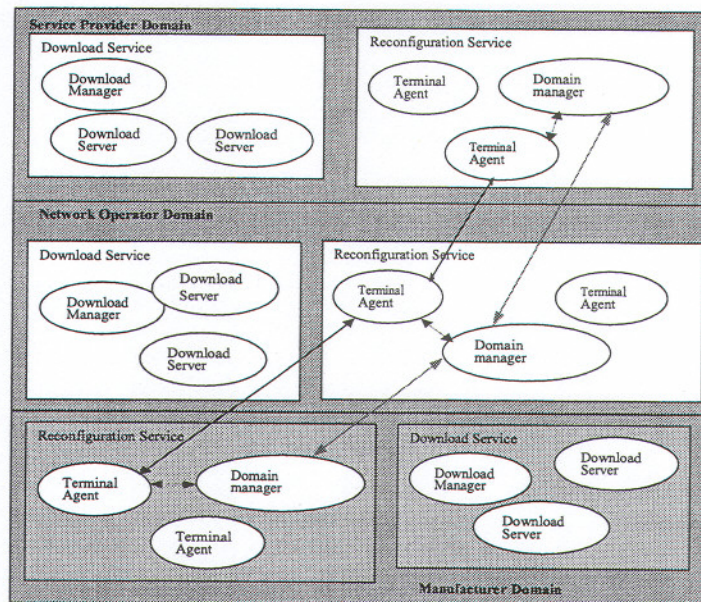 Service Provider Domain
Download Service
Download
Manager
Download
Server
Download
Server
Reconfiguration Service
Terminal
Agent
Domain
manager
Terminal
Agent
Network Operator Domain
Download Service
Download
Manager
Download
Server
Download
Server
Reconfiguration Service
Terminal
Agent
Terminal
Agent
Domain
manager
Reconfiguration Service
Terminal
Agent
Domain
manager
Terminal
Agent
Download Service
Download
Manager
Download
Server
Download
Server
Manufacturer Domain